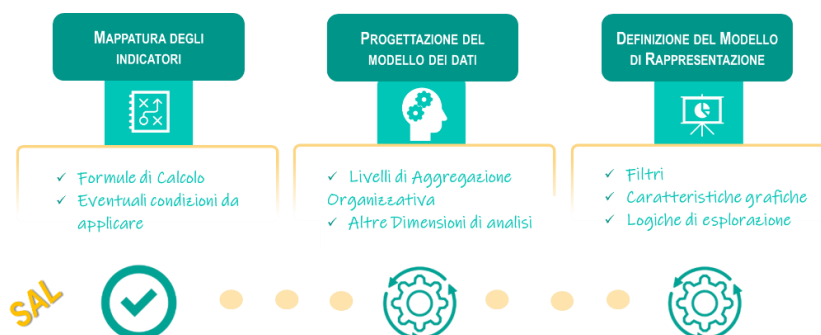 MAPPATURA DEGLI
INDICATORI
✓ Formule di Calcolo
✓ Eventuali condizioni da
applicare
PROGETTAZIONE DEL
MODELLO DEI DATI
✓ Livelli di Aggregazione
Organizzativa
✓ Altre Dimensioni di analisi
DEFINIZIONE DEL MODELLO
DI RAPPRESENTAZIONE
✓ Filtri
✓ Caratteristiche grafiche
✓ Logiche di esplorazione
SAL